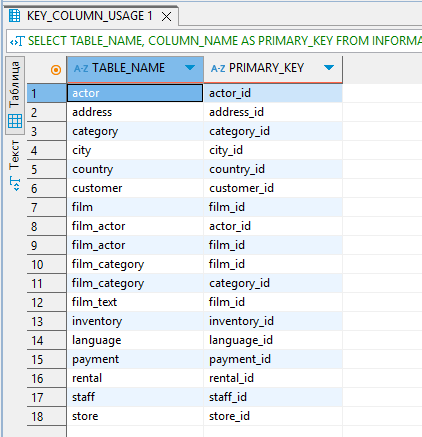 KEY_COLUMN_USAGE 1
SELECT TABLE_NAME, COLUMN_NAME AS PRIMARY_KEY FROM INFORMA
Таблица
Текст
A-Z TABLE_NAME A-Z PRIMARY_KEY
1 actor actor_id
2 address address_id
3 category category_id
4 city city_id
5 country country_id
6 customer customer_id
7 film film_id
8 film_actor actor_id
9 film_actor film_id
10 film_category film_id
11 film_category category_id
12 film_text film_id
13 inventory inventory_id
14 language language_id
15 payment payment_id
16 rental rental_id
17 staff staff_id
18 store store_id